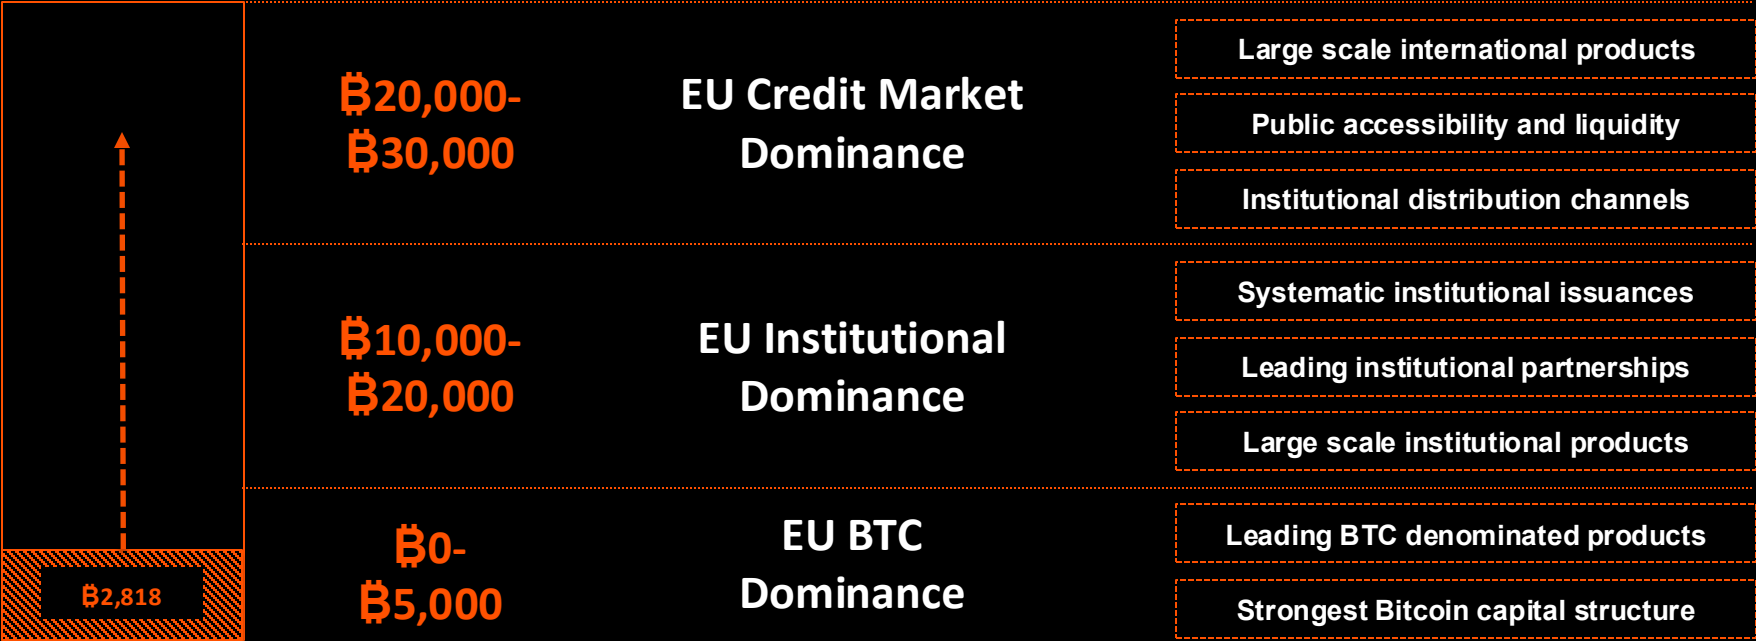 ₿20,000-
₿30,000
EU Credit Market
Dominance
Large scale international products
Public accessibility and liquidity
Institutional distribution channels
₿10,000-
₿20,000
EU Institutional
Dominance
Systematic institutional issuances
Leading institutional partnerships
Large scale institutional products
₿0-
₿5,000
EU BTC
Dominance
Leading BTC denominated products
Strongest Bitcoin capital structure
₿2,818